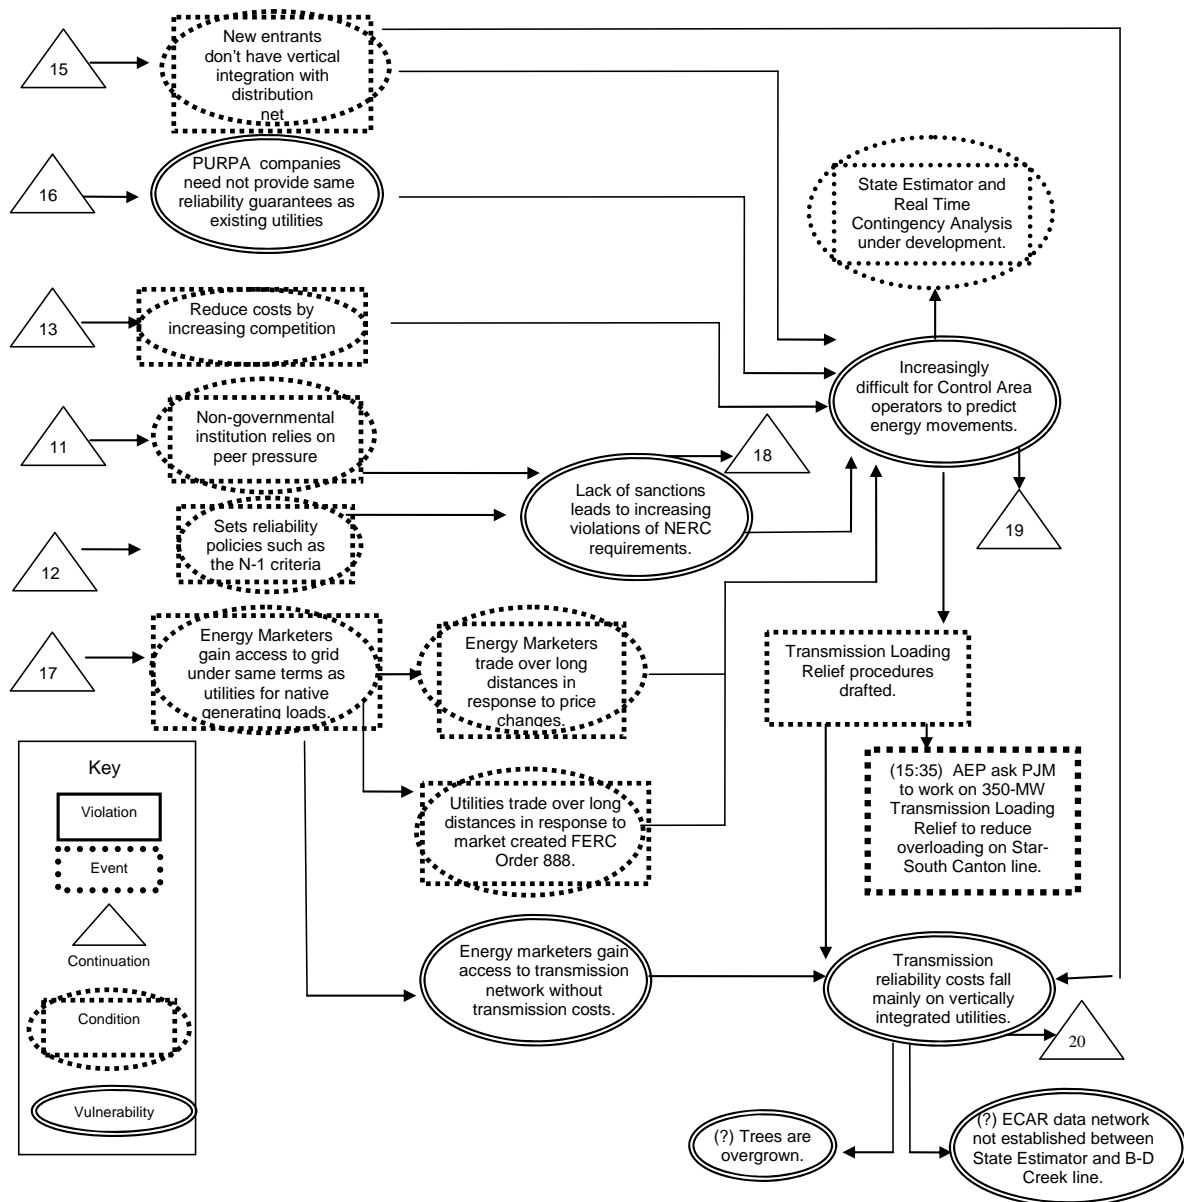 15
New entrants
don't have vertical
integration with
distribution
net
16
PURPA companies
need not provide same
reliability guarantees as
existing utilities
State Estimator and
Real Time
Contingency Analysis
under development.
13
Reduce costs by
increasing competition
Increasingly
difficult for Control Area
operators to predict
energy movements.
11
Non-governmental
institution relies on
peer pressure
18
Lack of sanctions
leads to increasing
violations of NERC
requirements.
19
12
Sets reliability
policies such as
the N-1 criteria
17
Energy Marketers
gain access to grid
under same terms as
utilities for native
generating loads.
Energy Marketers
trade over long
distances in
response to price
changes.
Transmission Loading
Relief procedures
drafted.
Key
Violation
Event
Continuation
Condition
Vulnerability
Utilities trade over long
distances in response to
market created FERC
Order 888.
(15:35) AEP ask PJM
to work on 350-MW
Transmission Loading
Relief to reduce
overloading on Star-
South Canton line.
Energy marketers gain
access to transmission
network without
transmission costs.
Transmission
reliability costs fall
mainly on vertically
integrated utilities.
20
(?) Trees are
overgrown.
(?) ECAR data network
not established between
State Estimator and B-D
Creek line.